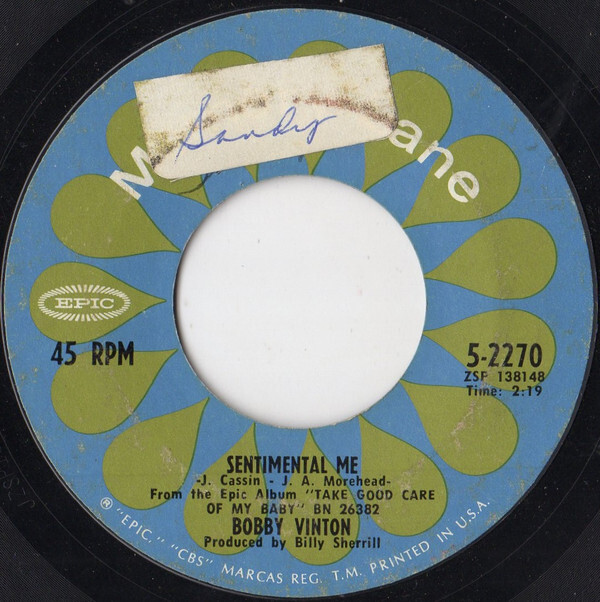 Sandy
M ane
EPIC
45 RPM
5-2270
ZSP 138148
Time: 2:19
SENTIMENTAL ME
-J. Cassin - J. A. Morehead-
From the Epic Album "TAKE GOOD CARE
OF MY BABY" BN 26382
BOBBY VINTON
Produced by Billy Sherrill
® "EPIC," "CBS" MARCAS REG. T.M. PRINTED IN U.S.A.